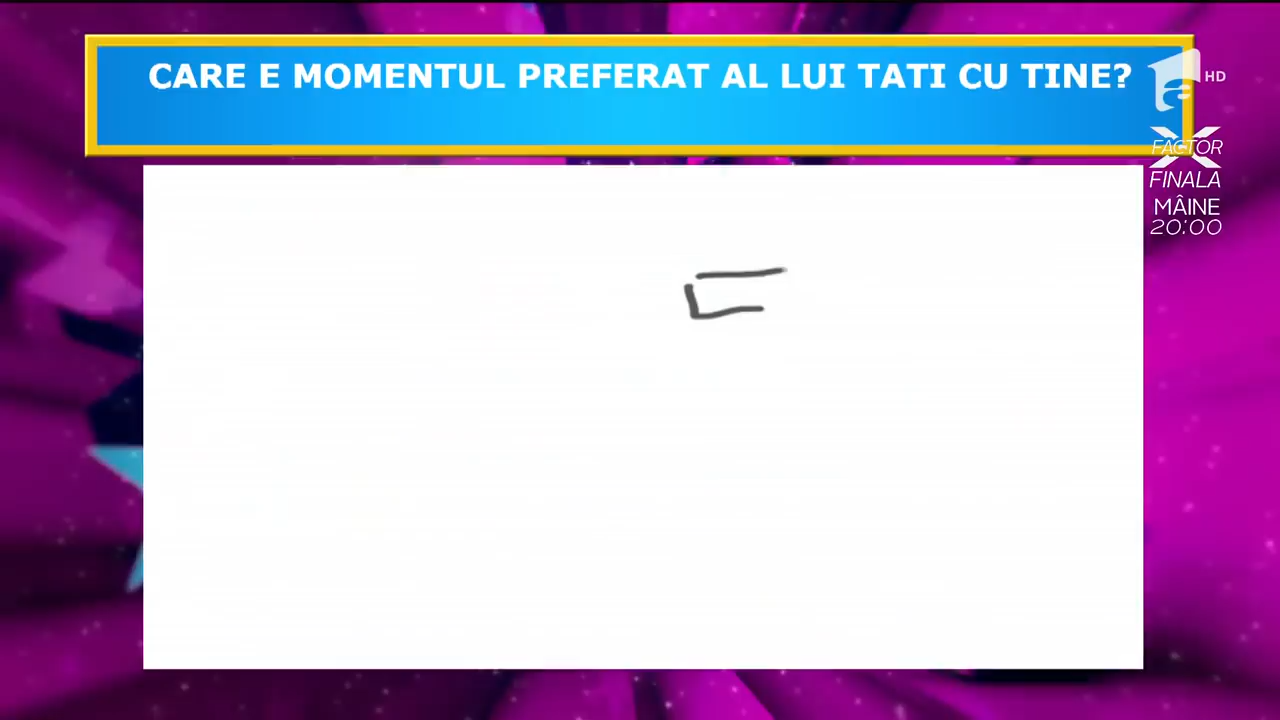 CARE E MOMENTUL PREFERAT AL LUI TATI CU TINE?
HD
FACTOR
FINALA
MÂINE
20:00